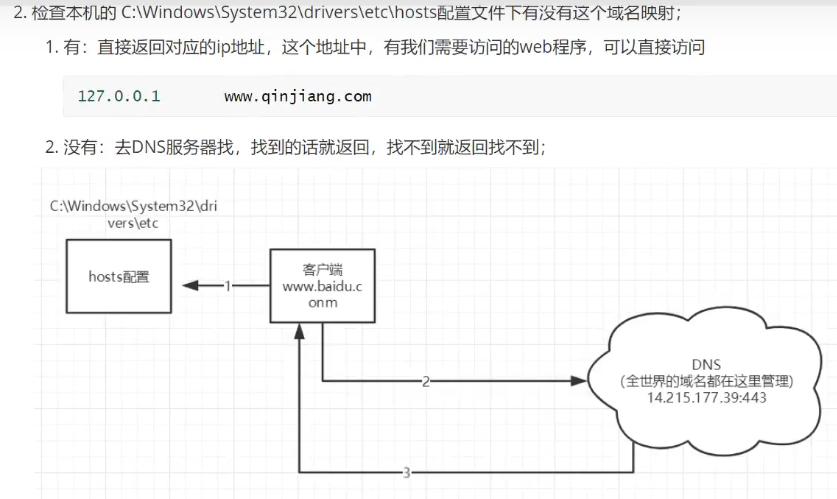 2. 检查本机的 C:\Windows\System32\drivers\etc\hosts配置文件下有没有这个域名映射；
1. 有：直接返回对应的ip地址，这个地址中，有我们需要访问的web程序，可以直接访问
127.0.0.1 www.qinjiang.com
2. 没有：去DNS服务器找，找到的话就返回，找不到就返回找不到；
C:\Windows\System32\dri
vers\etc
hosts配置
1
客户端
www.baidu.c
onm
2
DNS
(全世界的域名都在这里管理)
14.215.177.39:443
3